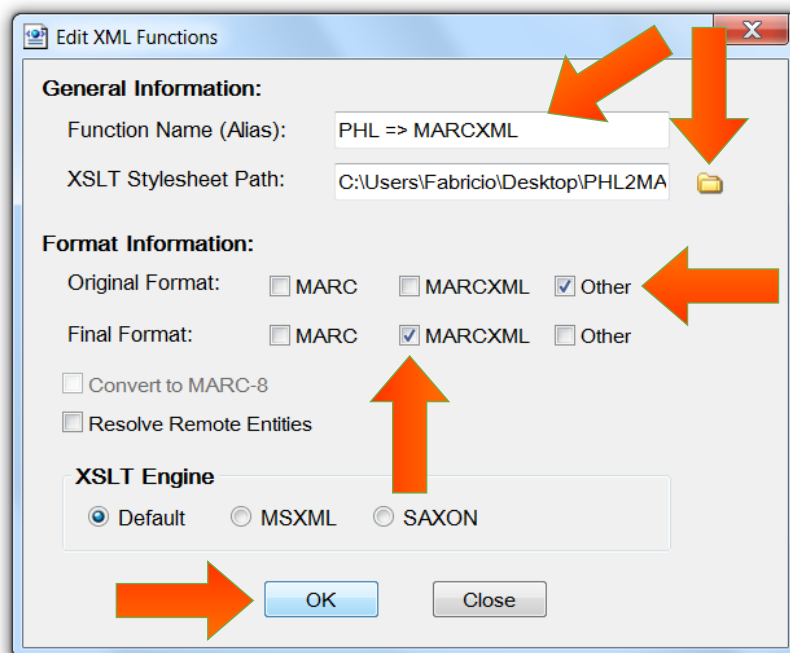 Edit XML Functions
General Information:
Function Name (Alias): PHL => MARCXML
XSLT Stylesheet Path: C:\Users\Fabricio\Desktop\PHL2MA
Format Information:
Original Format: MARC MARCXML Other
Final Format: MARC MARCXML Other
Convert to MARC-8
Resolve Remote Entities
XSLT Engine
Default MSXML SAXON
OK Close